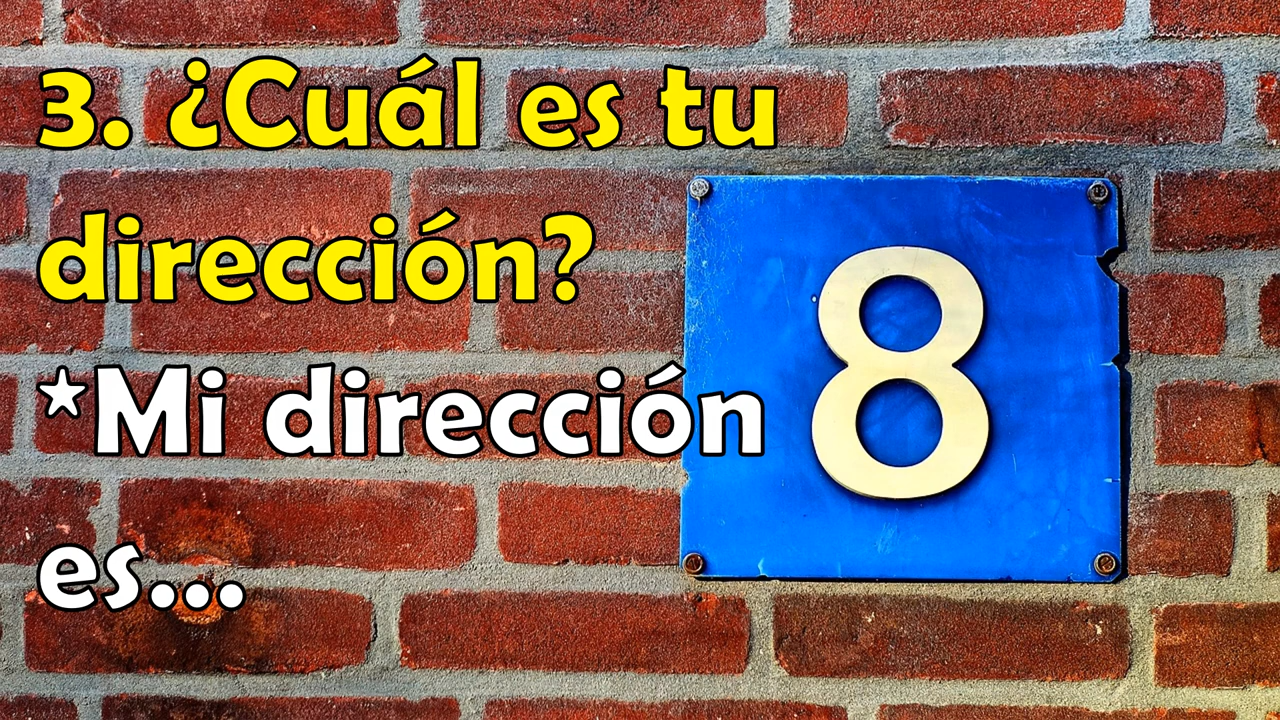 3. ¿Cuál es tu
dirección?
*Mi dirección
es...
8